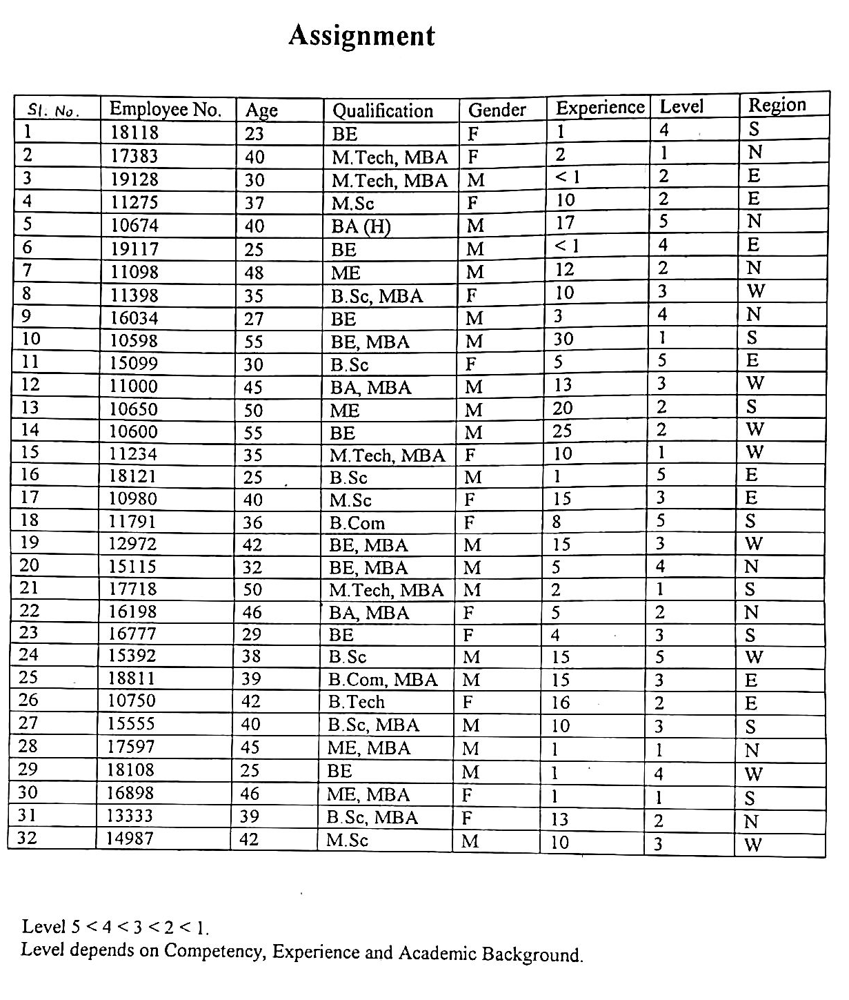 Assignment
Sl. No. Employee No. Age Qualification Gender Experience Level Region
1 18118 23 BE F 1 4 S
2 17383 40 M.Tech, MBA F 2 1 N
3 19128 30 M.Tech, MBA M < 1 2 E
4 11275 37 M.Sc F 10 2 E
5 10674 40 BA (H) M 17 5 N
6 19117 25 BE M < 1 4 E
7 11098 48 ME M 12 2 N
8 11398 35 B.Sc, MBA F 10 3 W
9 16034 27 BE M 3 4 N
10 10598 55 BE, MBA M 30 1 S
11 15099 30 B.Sc F 5 5 E
12 11000 45 BA, MBA M 13 3 W
13 10650 50 ME M 20 2 S
14 10600 55 BE M 25 2 W
15 11234 35 M.Tech, MBA F 10 1 W
16 18121 25 B.Sc M 1 5 E
17 10980 40 M.Sc F 15 3 E
18 11791 36 B.Com F 8 5 S
19 12972 42 BE, MBA M 15 3 W
20 15115 32 BE, MBA M 5 4 N
21 17718 50 M.Tech, MBA M 2 1 S
22 16198 46 BA, MBA F 5 2 N
23 16777 29 BE F 4 3 S
24 15392 38 B.Sc M 15 5 W
25 18811 39 B.Com, MBA M 15 3 E
26 10750 42 B.Tech F 16 2 E
27 15555 40 B.Sc, MBA M 10 3 S
28 17597 45 ME, MBA M 1 1 N
29 18108 25 BE M 1 4 W
30 16898 46 ME, MBA F 1 1 S
31 13333 39 B.Sc, MBA F 13 2 N
32 14987 42 M.Sc M 10 3 W
Level 5 < 4 < 3 < 2 < 1.
Level depends on Competency, Experience and Academic Background.